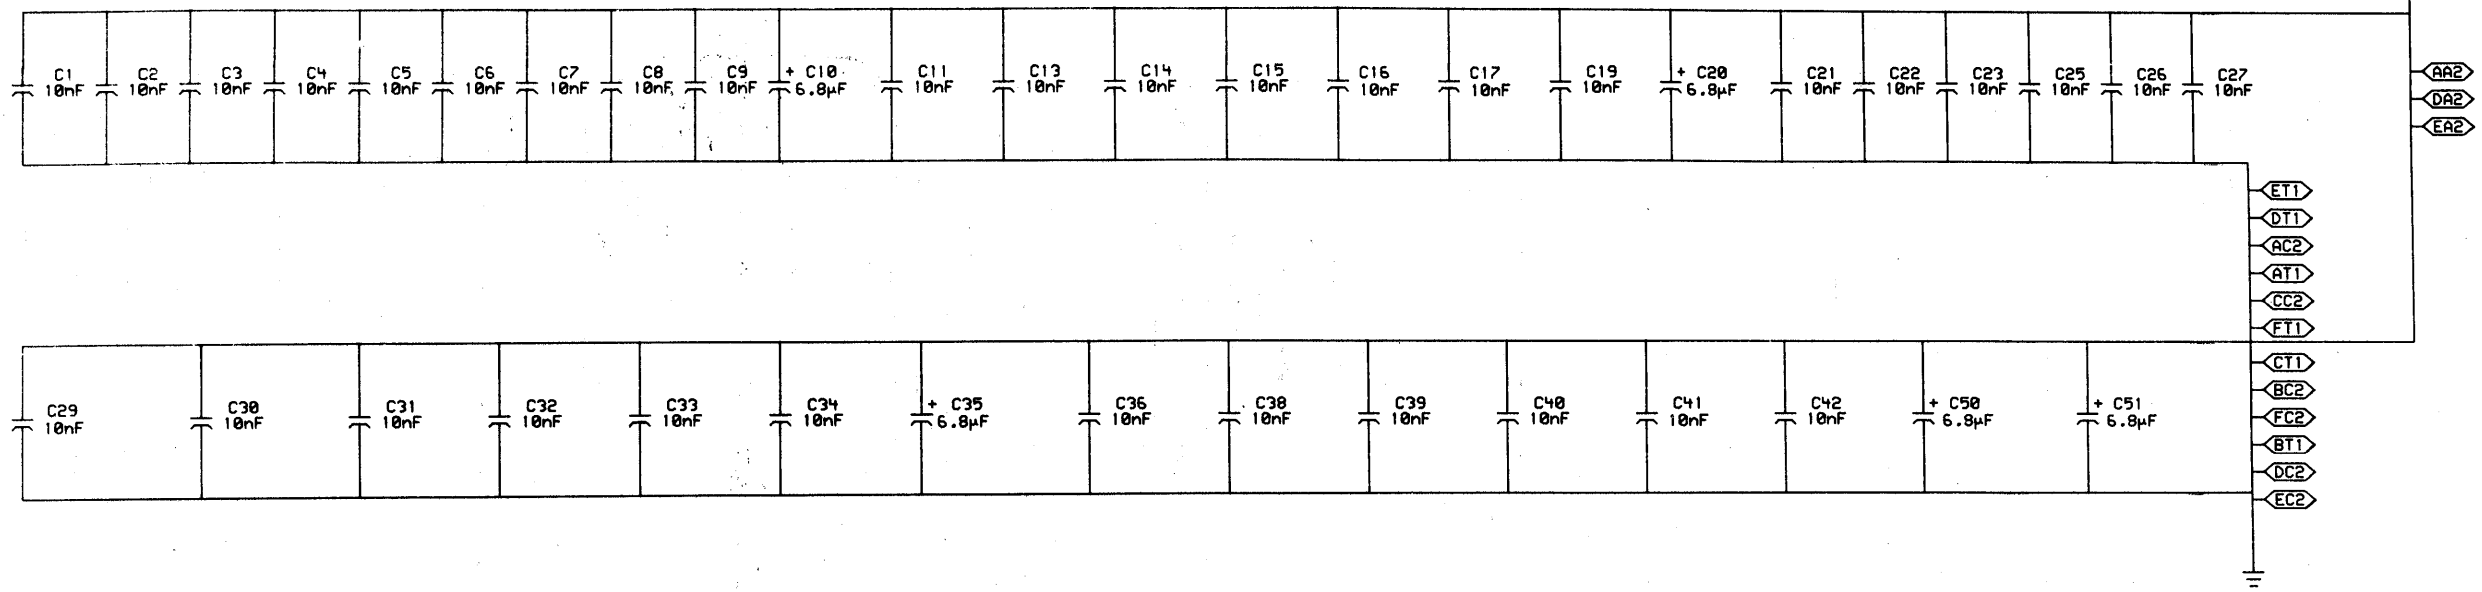 C1 C2 C3 C4 C5 C6 C7 C8 C9 + C10 C11 C13 C14 C15 C16 C17 C19 + C20 C21 C22 C23 C25 C26 C27
10nF 10nF 10nF 10nF 10nF 10nF 10nF 10nF 10nF 6.8µF 10nF 10nF 10nF 10nF 10nF 10nF 10nF 6.8µF 10nF 10nF 10nF 10nF 10nF 10nF
AA2
DA2
EA2
ET1
DT1
AC2
AT1
CC2
FT1
CT1
BC2
C29 C30 C31 C32 C33 C34 + C35 C36 C38 C39 C40 C41 C42 + C50 + C51
10nF 10nF 10nF 10nF 10nF 10nF 6.8µF 10nF 10nF 10nF 10nF 10nF 10nF 6.8µF 6.8µF
FC2
BT1
DC2
EC2